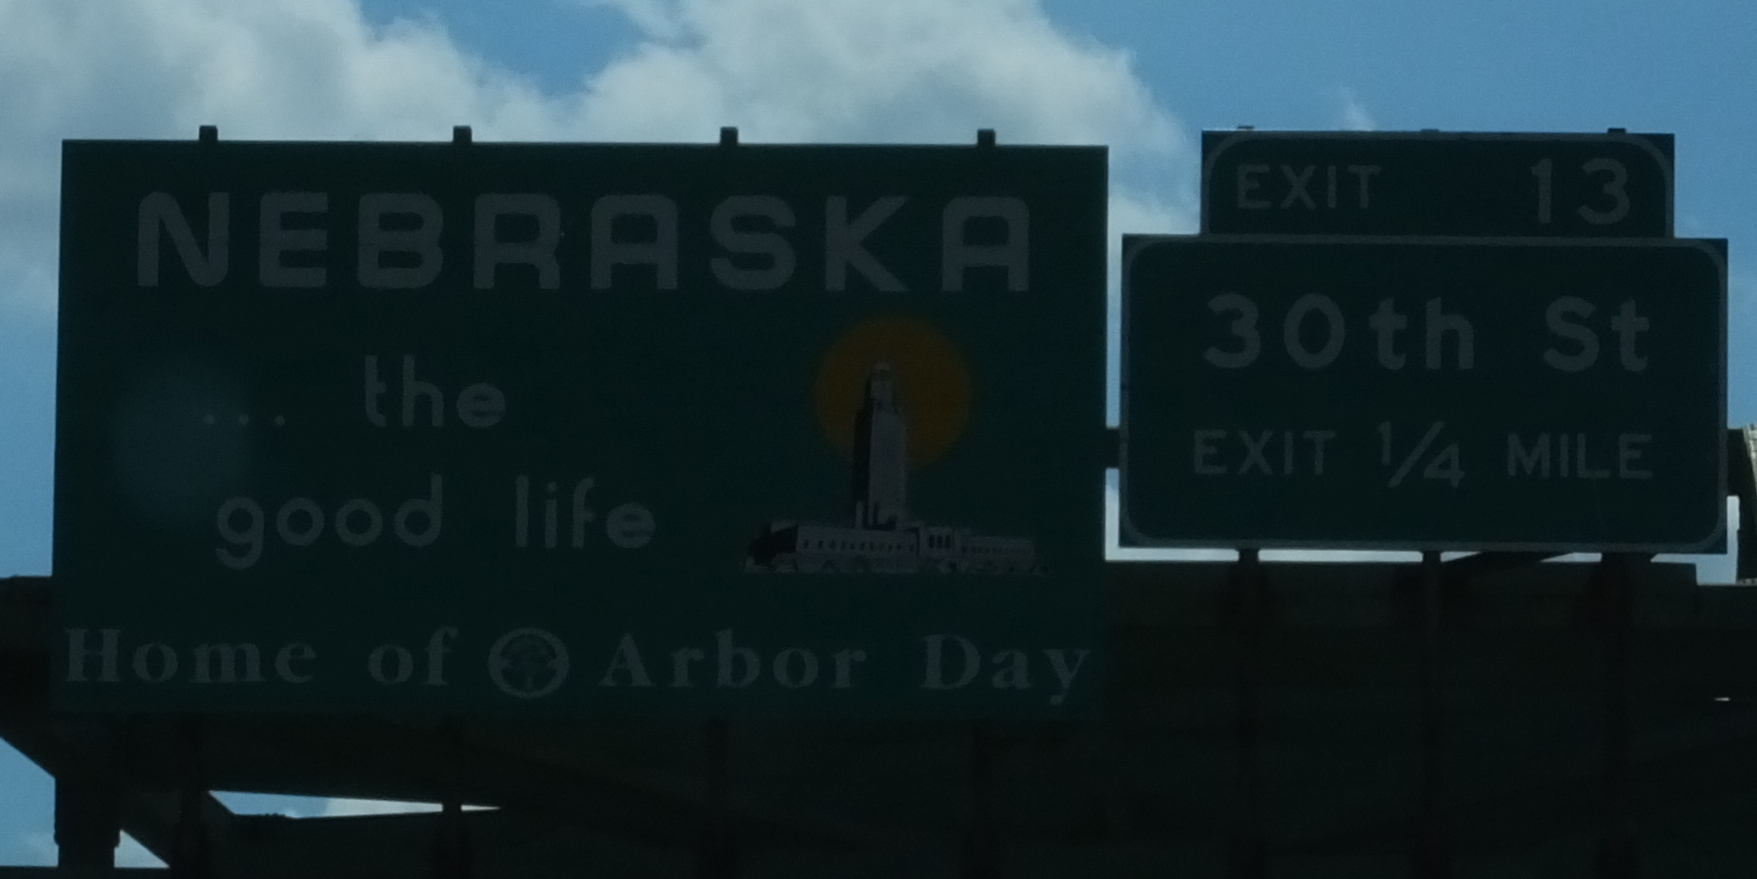 NEBRASKA
... the
good life
Home of Arbor Day
EXIT 13
30th St
EXIT 1/4 MILE